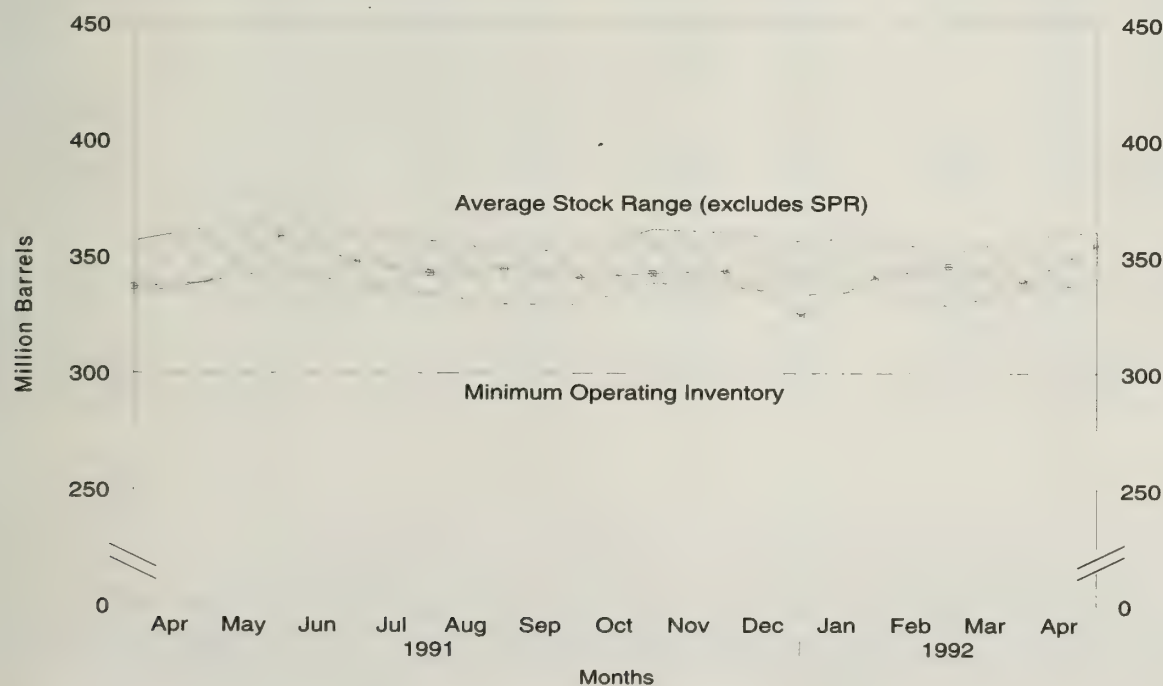 450
450
400
400
Average Stock Range (excludes SPR)
350
350
Million Barrels
300
300
Minimum Operating Inventory
250
250
0
0
Apr May Jun Jul Aug Sep Oct Nov Dec Jan Feb Mar Apr
1991
1992
Months